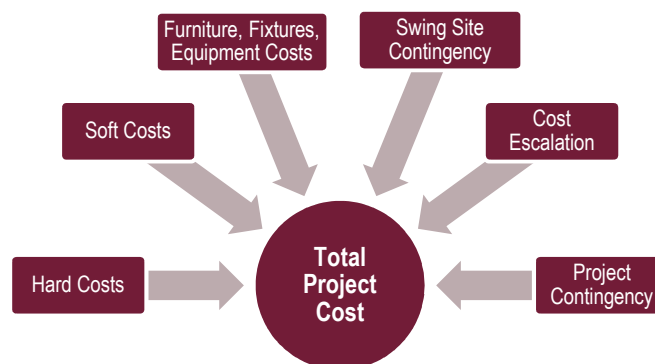 Furniture, Fixtures,
Equipment Costs
Swing Site
Contingency
Soft Costs
Cost
Escalation
Total
Project
Cost
Hard Costs
Project
Contingency